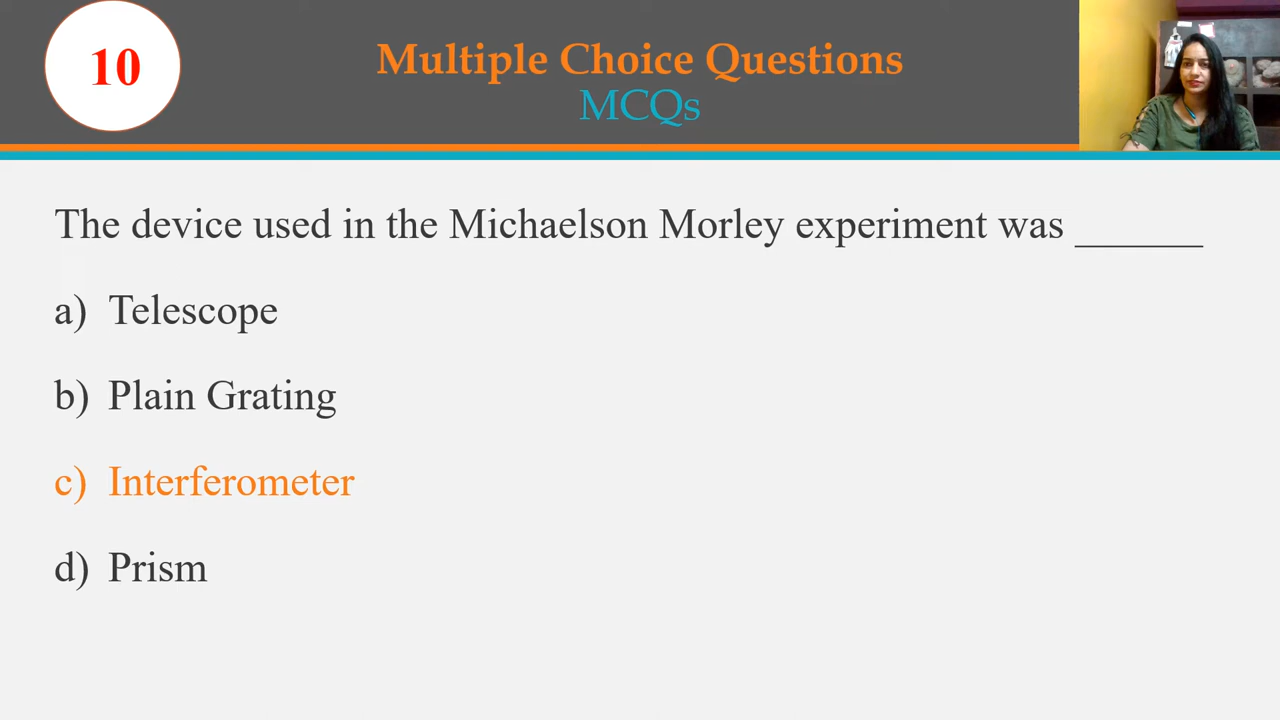 10
Multiple Choice Questions
MCQs
The device used in the Michaelson Morley experiment was ______
a) Telescope
b) Plain Grating
c) Interferometer
d) Prism